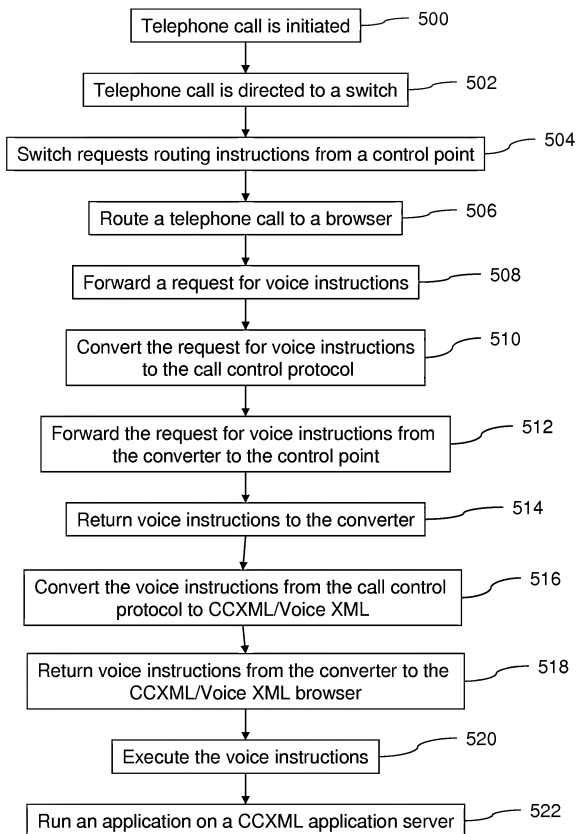 Telephone call is initiated
500
Telephone call is directed to a switch
502
Switch requests routing instructions from a control point
504
Route a telephone call to a browser
506
Forward a request for voice instructions
508
Convert the request for voice instructions
to the call control protocol
510
Forward the request for voice instructions from
the converter to the control point
512
Return voice instructions to the converter
514
Convert the voice instructions from the call control
protocol to CCXML/Voice XML
516
Return voice instructions from the converter to the
CCXML/Voice XML browser
518
Execute the voice instructions
520
Run an application on a CCXML application server
522